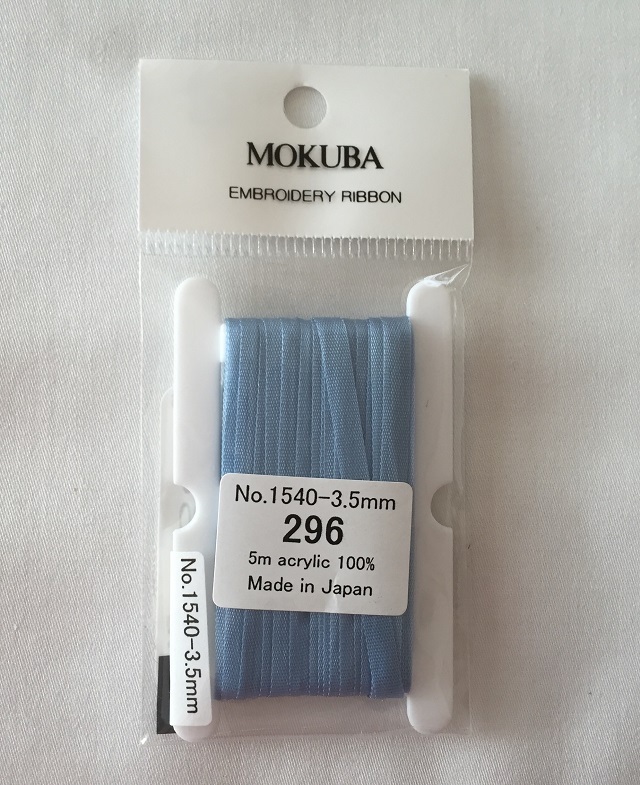 MOKUBA
EMBROIDERY RIBBON
No.1540-3.5mm
296
5m acrylic 100%
Made in Japan
No.1540-3.5mm